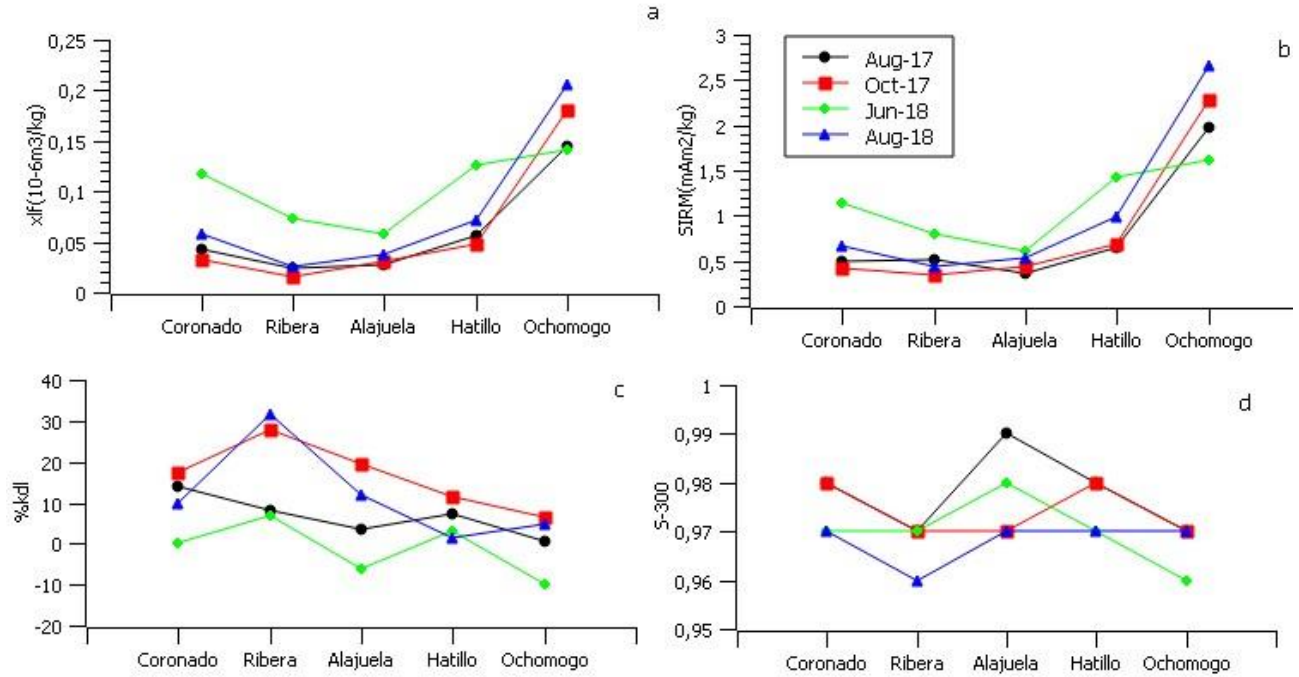 a
xlf(10-6m3/kg)
0,25
0,2
0,15
0,1
0,05
0
Coronado Ribera Alajuela Hatillo Ochomogo
b
SIRM(mAm2/kg)
3
2,5
2
1,5
1
0,5
0
Aug-17
Oct-17
Jun-18
Aug-18
Coronado Ribera Alajuela Hatillo Ochomogo
c
%kdl
40
30
20
10
0
-10
-20
Coronado Ribera Alajuela Hatillo Ochomogo
d
S-300
1
0,99
0,98
0,97
0,96
0,95
Coronado Ribera Alajuela Hatillo Ochomogo